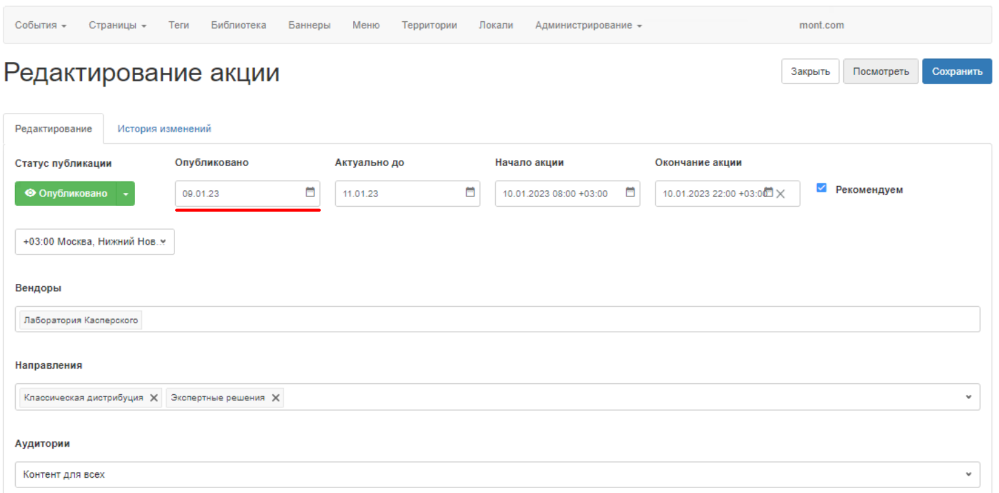 События Страницы Теги Библиотека Баннеры Меню Территории Локали Администрирование mont.com
Редактирование акции
Закрыть Посмотреть Сохранить
Редактирование История изменений
Статус публикации Опубликовано Актуально до Начало акции Окончание акции
Опубликовано 09.01.23 11.01.23 10.01.2023 08:00 +03:00 10.01.2023 22:00 +03:00 Рекомендуем
+03:00 Москва, Нижний Нов...
Вендоры
Лаборатория Касперского
Направления
Классическая дистрибуция Экспертные решения
Аудитории
Контент для всех